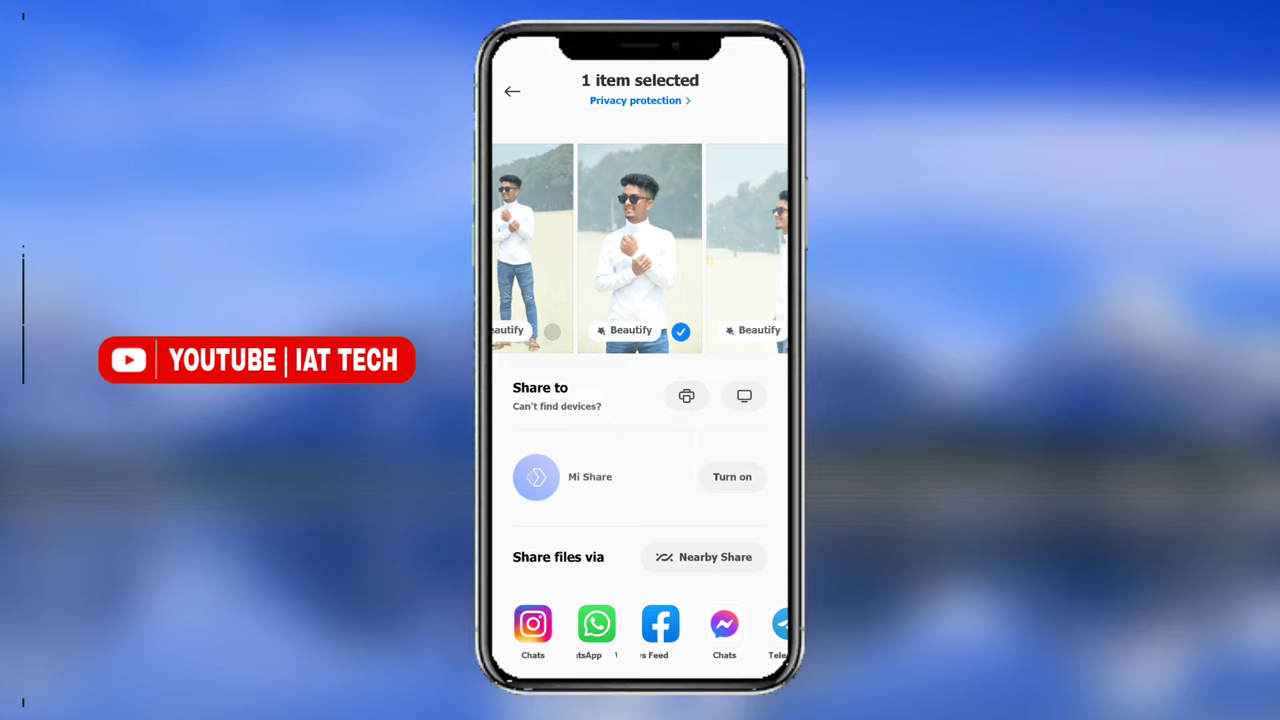 1 item selected
Privacy protection >
eautify
Beautify
Beautify
YOUTUBE | IAT TECH
Share to
Can't find devices?
Mi Share
Turn on
Share files via
Nearby Share
Chats
tsApp
s Feed
Chats
Tele